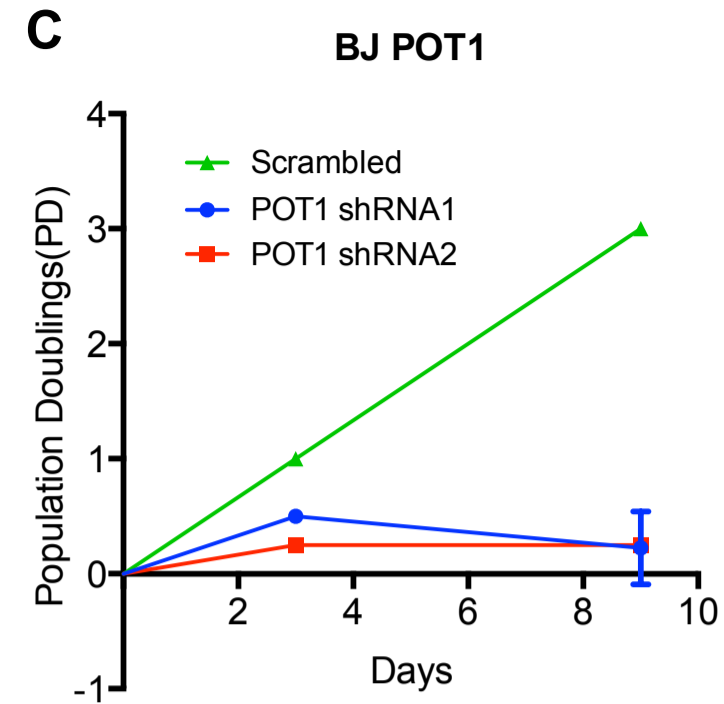 C
BJ POT1
4
3
2
1
0
-1
Population Doublings(PD)
Scrambled
POT1 shRNA1
POT1 shRNA2
2 4 6 8 10
Days